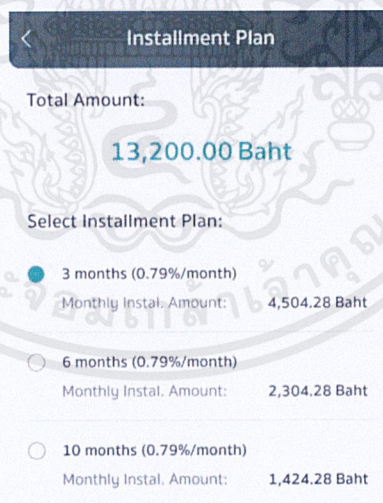 Installment Plan
Total Amount:
13,200.00 Baht
Select Installment Plan:
3 months (0.79%/month)
Monthly Instal. Amount: 4,504.28 Baht
6 months (0.79%/month)
Monthly Instal. Amount: 2,304.28 Baht
10 months (0.79%/month)
Monthly Instal. Amount: 1,424.28 Baht